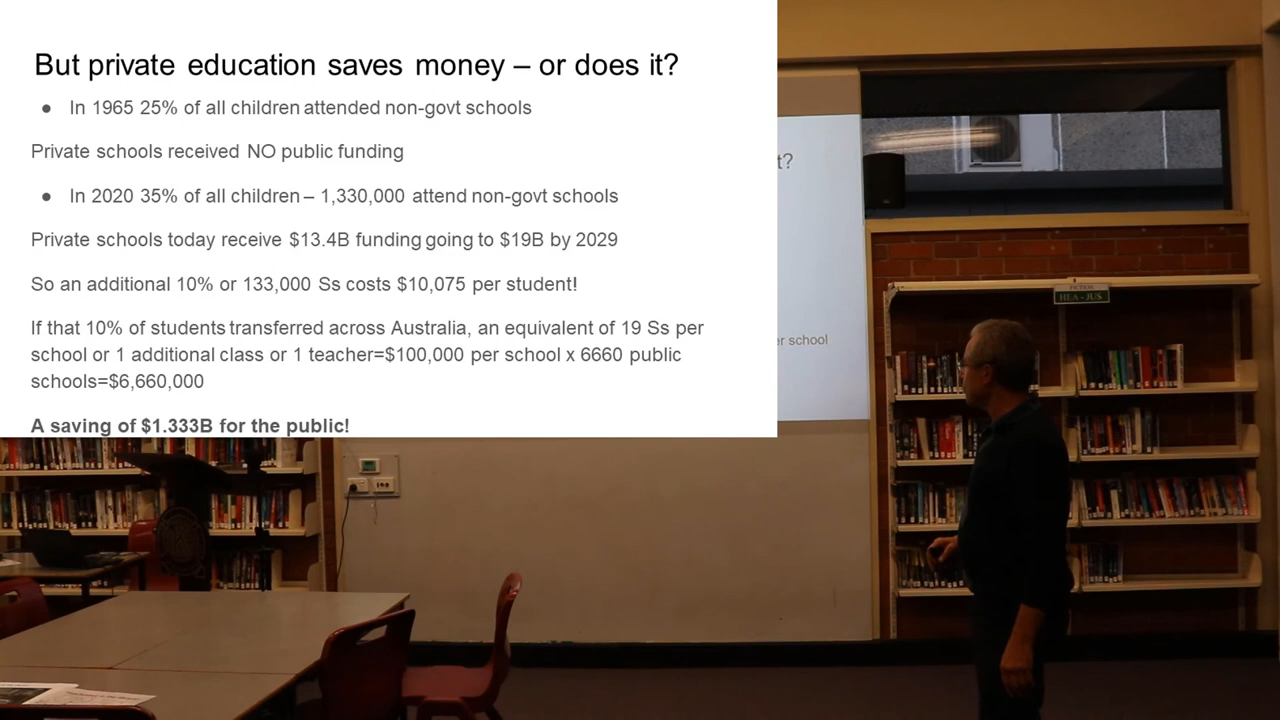 But private education saves money – or does it?
● In 1965 25% of all children attended non-govt schools
Private schools received NO public funding
● In 2020 35% of all children – 1,330,000 attend non-govt schools
Private schools today receive $13.4B funding going to $19B by 2029
So an additional 10% or 133,000 Ss costs $10,075 per student!
If that 10% of students transferred across Australia, an equivalent of 19 Ss per
school or 1 additional class or 1 teacher=$100,000 per school x 6660 public
schools=$6,660,000
A saving of $1.333B for the public!
t?
er school
FICTION
HEA - JUS